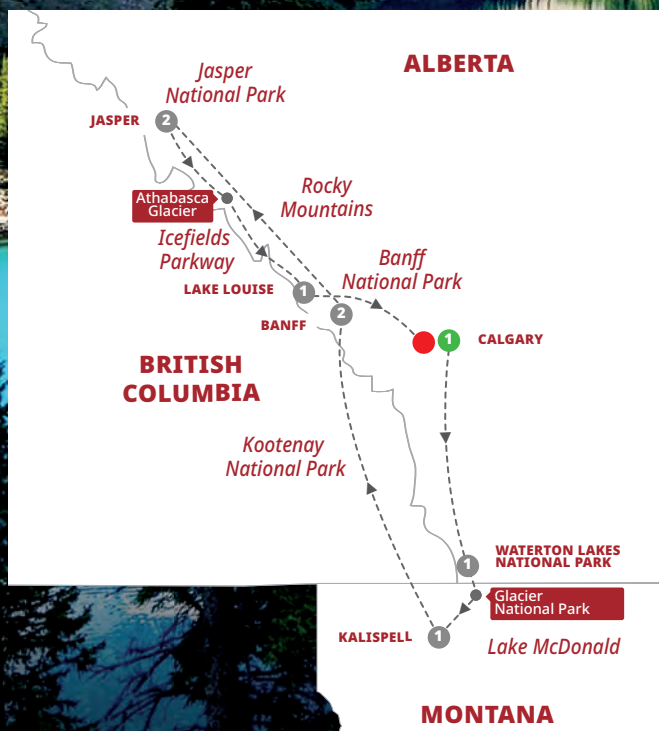 ALBERTA
Jasper
National Park
JASPER
2
Athabasca
Glacier
Rocky
Mountains
Icefields
Parkway
Banff
National Park
LAKE LOUISE
1
2
BANFF
1
CALGARY
BRITISH
COLUMBIA
Kootenay
National Park
WATERTON LAKES
NATIONAL PARK
1
Glacier
National Park
KALISPELL
1
Lake McDonald
MONTANA